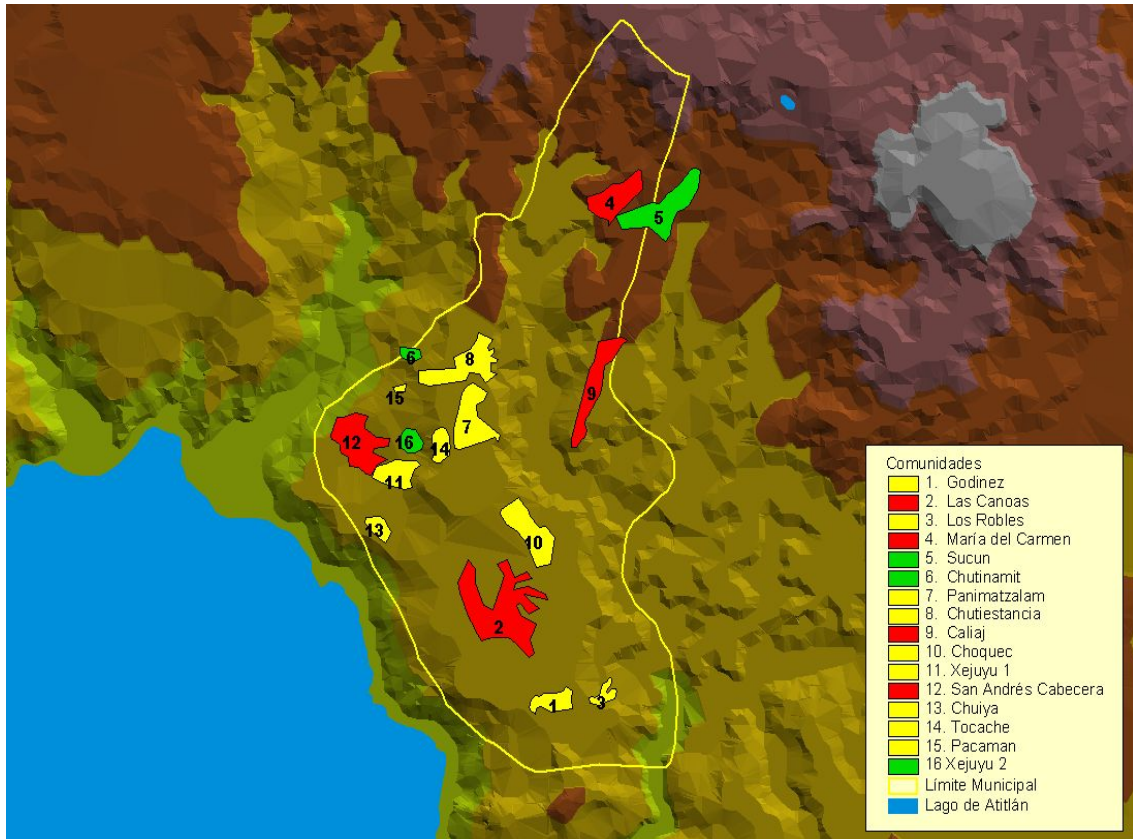 4
5
6
8
15
9
7
12
16
14
11
13
10
2
1
3
Comunidades
1. Godinez
2. Las Canoas
3. Los Robles
4. María del Carmen
5. Sucun
6. Chutinamit
7. Panimatzalam
8. Chutiestancia
9. Caliaj
10. Choquec
11. Xejuyu 1
12. San Andrés Cabecera
13. Chuiya
14. Tocache
15. Pacaman
16 Xejuyu 2
Límite Municipal
Lago de Atitlán